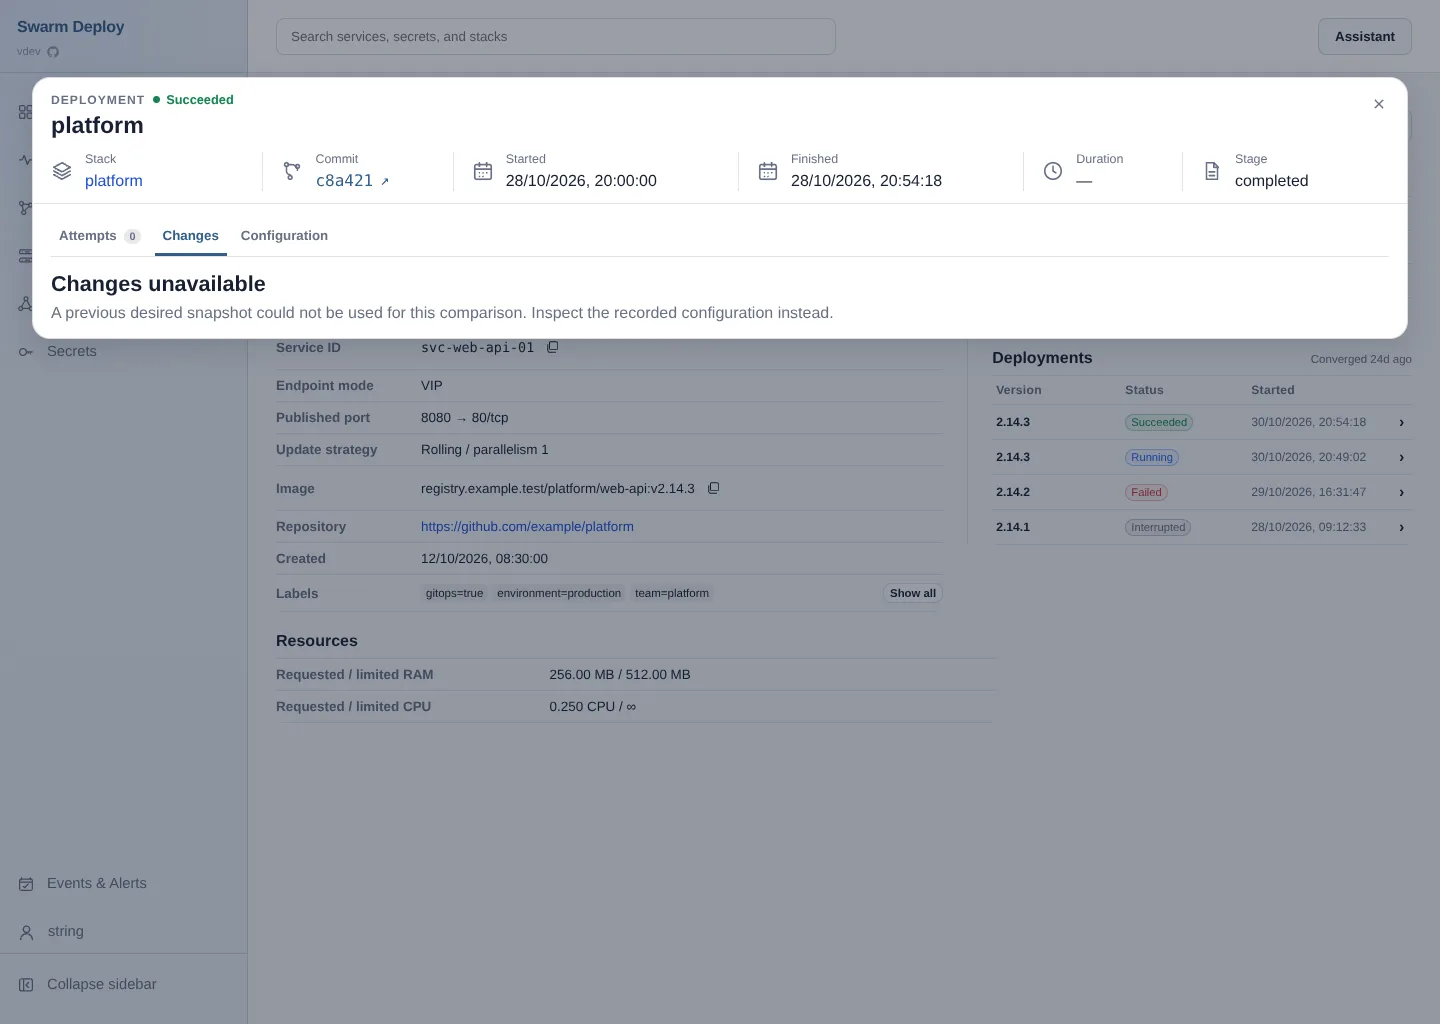 Swarm Deploy
vdev
Search services, secrets, and stacks
Assistant
DEPLOYMENT Succeeded
platform
Stack
platform
Commit
c8a421 ↗
Started
28/10/2026, 20:00:00
Finished
28/10/2026, 20:54:18
Duration
—
Stage
completed
Attempts 0
Changes
Configuration
Changes unavailable
A previous desired snapshot could not be used for this comparison. Inspect the recorded configuration instead.
Secrets
Events & Alerts
string
Collapse sidebar
Service ID svc-web-api-01
Endpoint mode VIP
Published port 8080 → 80/tcp
Update strategy Rolling / parallelism 1
Image registry.example.test/platform/web-api:v2.14.3
Repository https://github.com/example/platform
Created 12/10/2026, 08:30:00
Labels gitops=true environment=production team=platform Show all
Resources
Requested / limited RAM 256.00 MB / 512.00 MB
Requested / limited CPU 0.250 CPU / ∞
Deployments Converged 24d ago
Version Status Started
2.14.3 Succeeded 30/10/2026, 20:54:18 ›
2.14.3 Running 30/10/2026, 20:49:02 ›
2.14.2 Failed 29/10/2026, 16:31:47 ›
2.14.1 Interrupted 28/10/2026, 09:12:33 ›